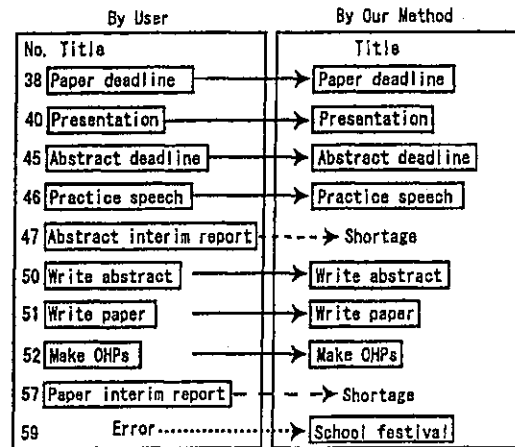 By User By Our Method
No. Title Title
38 Paper deadline Paper deadline
40 Presentation Presentation
45 Abstract deadline Abstract deadline
46 Practice speech Practice speech
47 Abstract interim report Shortage
50 Write abstract Write abstract
51 Write paper Write paper
52 Make OHPs Make OHPs
57 Paper interim report Shortage
59 Error School festival